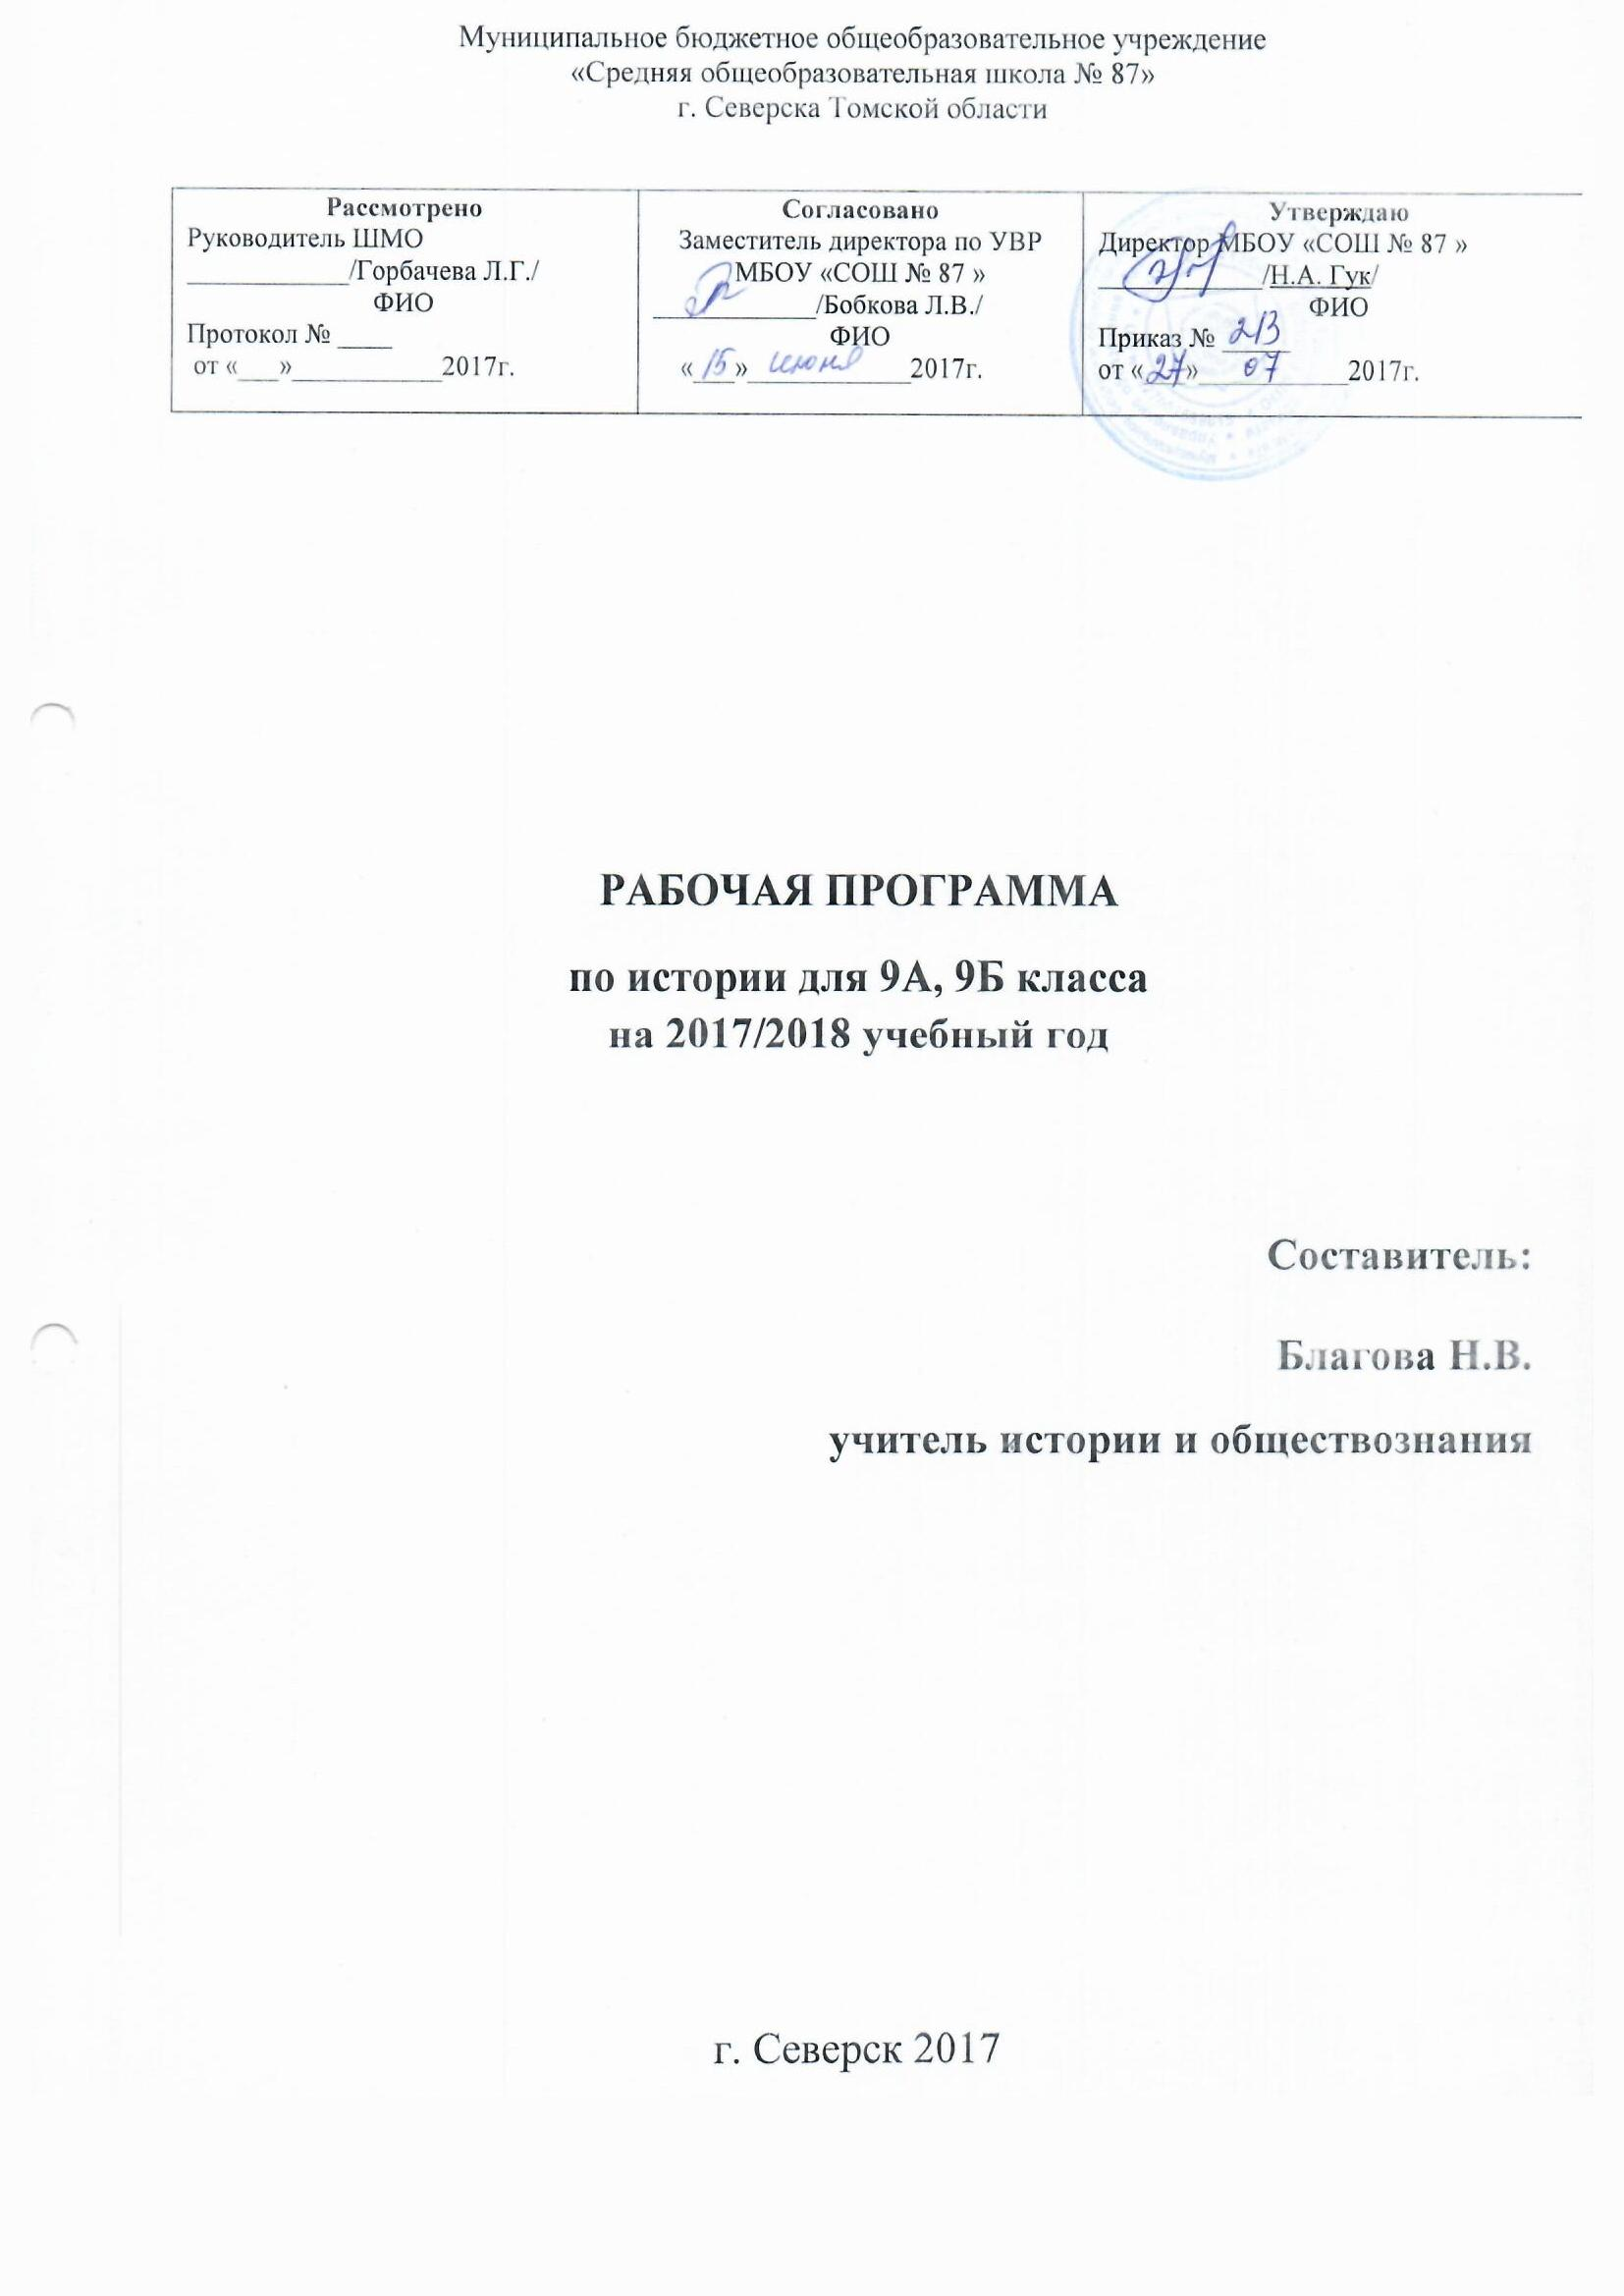 Муниципальное бюджетное общеобразовательное учреждение
«Средняя общеобразовательная школа № 87»
г. Северска Томской области
Рассмотрено
Руководитель ШМО
____________/Горбачева Л.Г./
ФИО
Протокол № ____
от «___»___________2017г.
Согласовано
Заместитель директора по УВР
МБОУ «СОШ № 87 »
____________/Бобкова Л.В./
ФИО
«15» июня 2017г.
Утверждаю
Директор МБОУ «СОШ № 87 »
____________/Н.А. Гук/
ФИО
Приказ № 213
от «27» 07 2017г.
РАБОЧАЯ ПРОГРАММА
по истории для 9А, 9Б класса
на 2017/2018 учебный год
Составитель:
Благова Н.В.
учитель истории и обществознания
г. Северск 2017